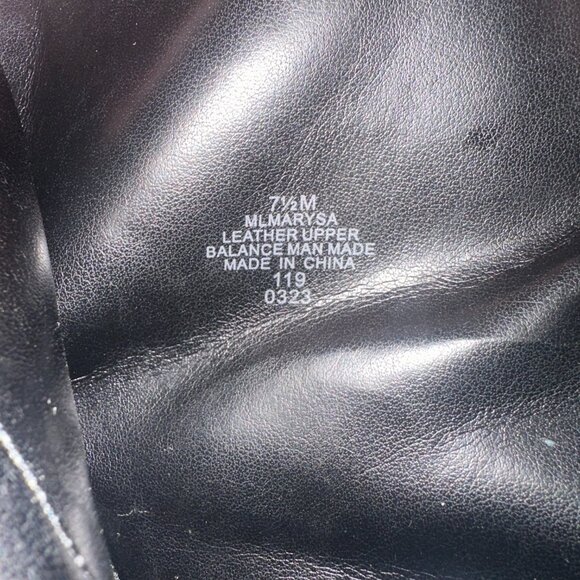 7½M
MLMARYSA
LEATHER UPPER
BALANCE MAN MADE
MADE IN CHINA
119
0323